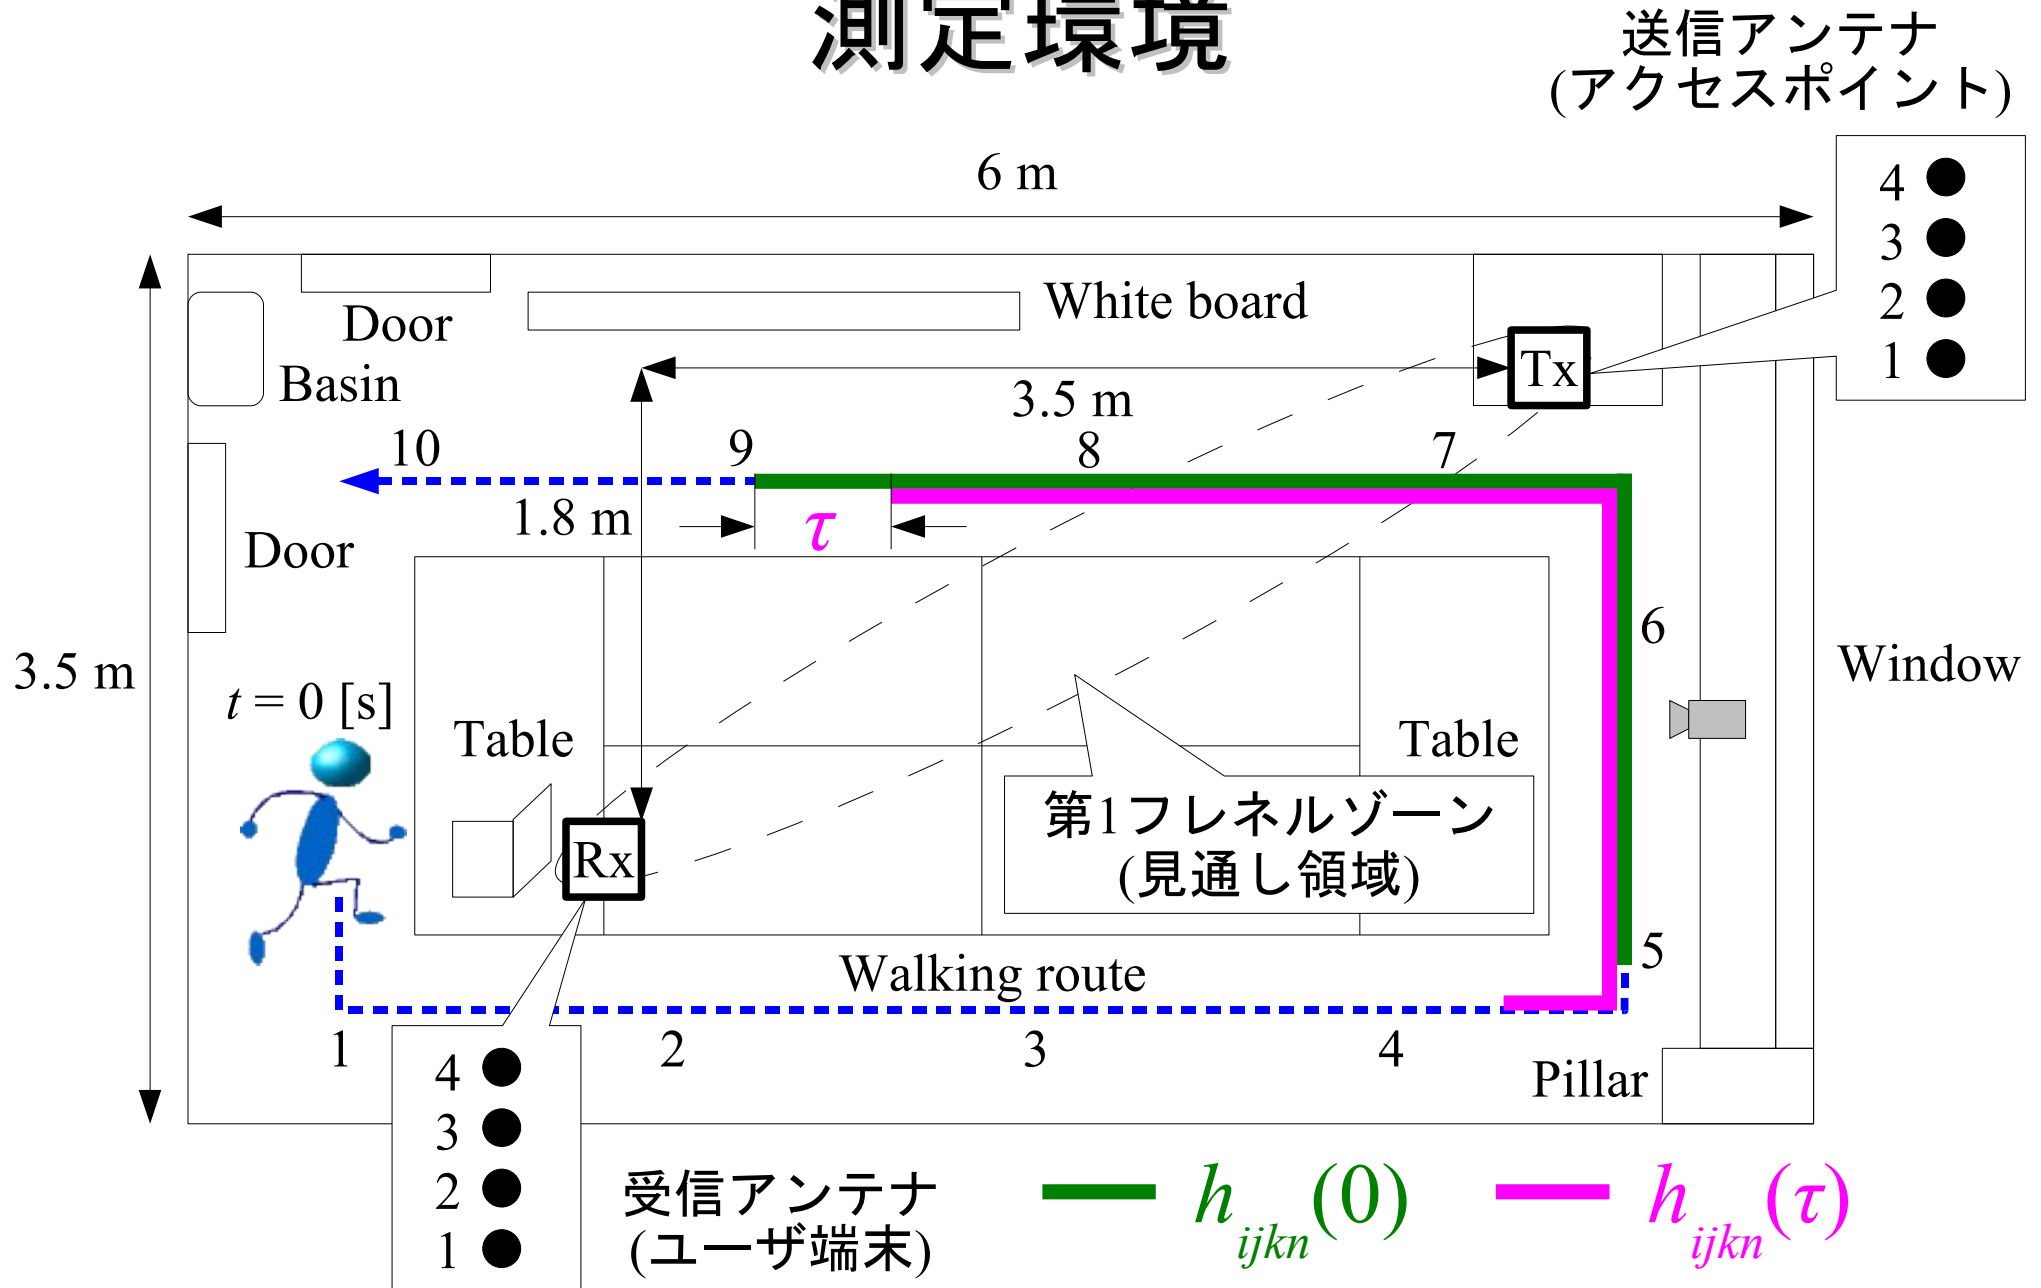 測定環境
送信アンテナ
(アクセスポイント)
6 m
4
3
2
1
Door
White board
Basin
Tx
3.5 m
10
9
8
7
1.8 m
τ
Door
6
3.5 m
Window
t = 0 [s]
Table
Table
第1フレネルゾーン
(見通し領域)
Rx
5
Walking route
1
2
3
4
Pillar
4
3
2
1
受信アンテナ
(ユーザ端末)
h_ijkn(0)
h_ijkn(τ)